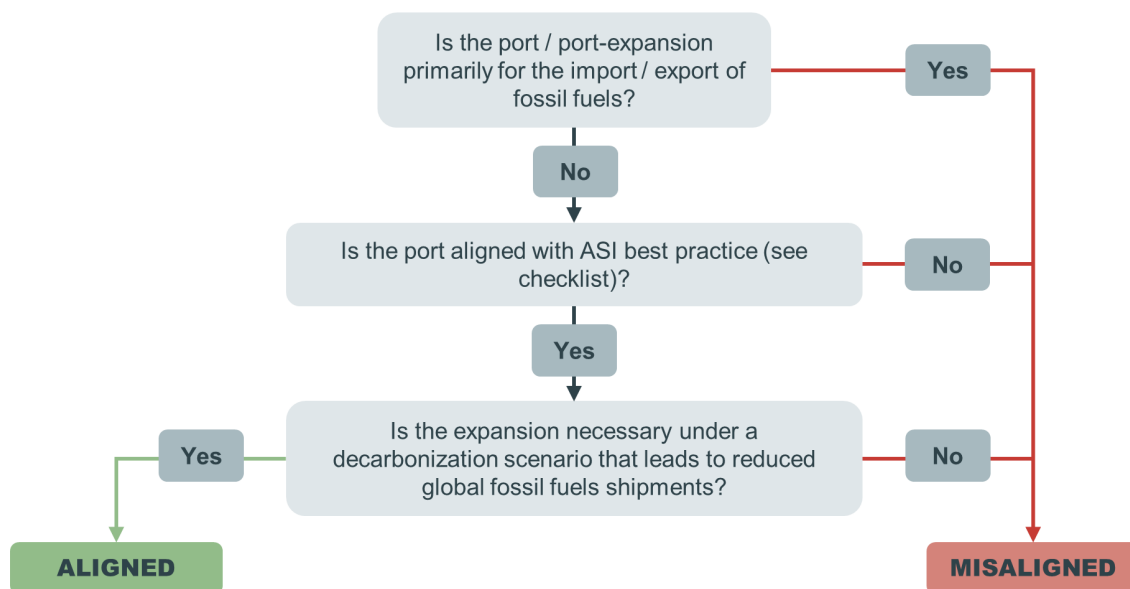 Is the port / port-expansion
primarily for the import / export of
fossil fuels?
Yes
No
Is the port aligned with ASI best practice (see
checklist)?
No
Yes
Is the expansion necessary under a
decarbonization scenario that leads to reduced
global fossil fuels shipments?
Yes
No
ALIGNED
MISALIGNED